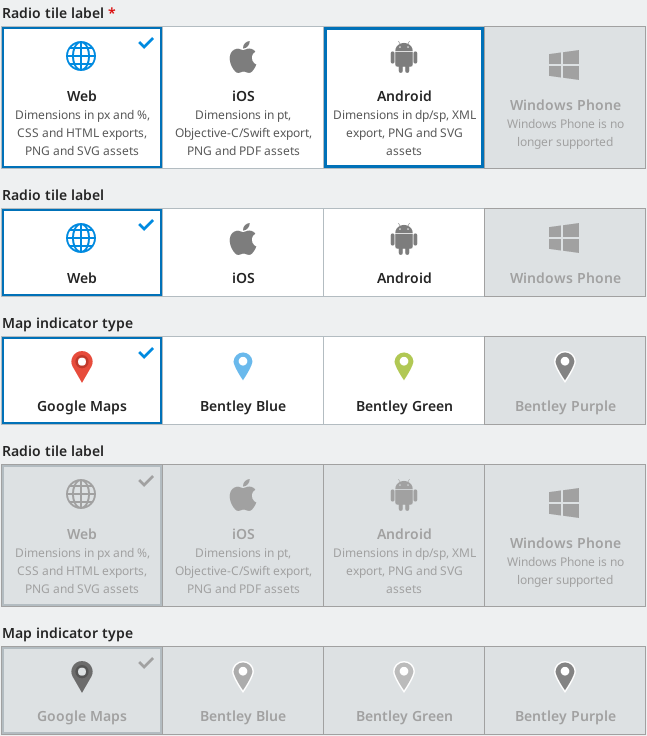 Radio tile label *
Web
Dimensions in px and %,
CSS and HTML exports,
PNG and SVG assets
iOS
Dimensions in pt,
Objective-C/Swift export,
PNG and PDF assets
Android
Dimensions in dp/sp, XML
export, PNG and SVG
assets
Windows Phone
Windows Phone is no
longer supported
Radio tile label
Web
iOS
Android
Windows Phone
Map indicator type
Google Maps
Bentley Blue
Bentley Green
Bentley Purple
Radio tile label
Web
Dimensions in px and %,
CSS and HTML exports,
PNG and SVG assets
iOS
Dimensions in pt,
Objective-C/Swift export,
PNG and PDF assets
Android
Dimensions in dp/sp, XML
export, PNG and SVG
assets
Windows Phone
Windows Phone is no
longer supported
Map indicator type
Google Maps
Bentley Blue
Bentley Green
Bentley Purple